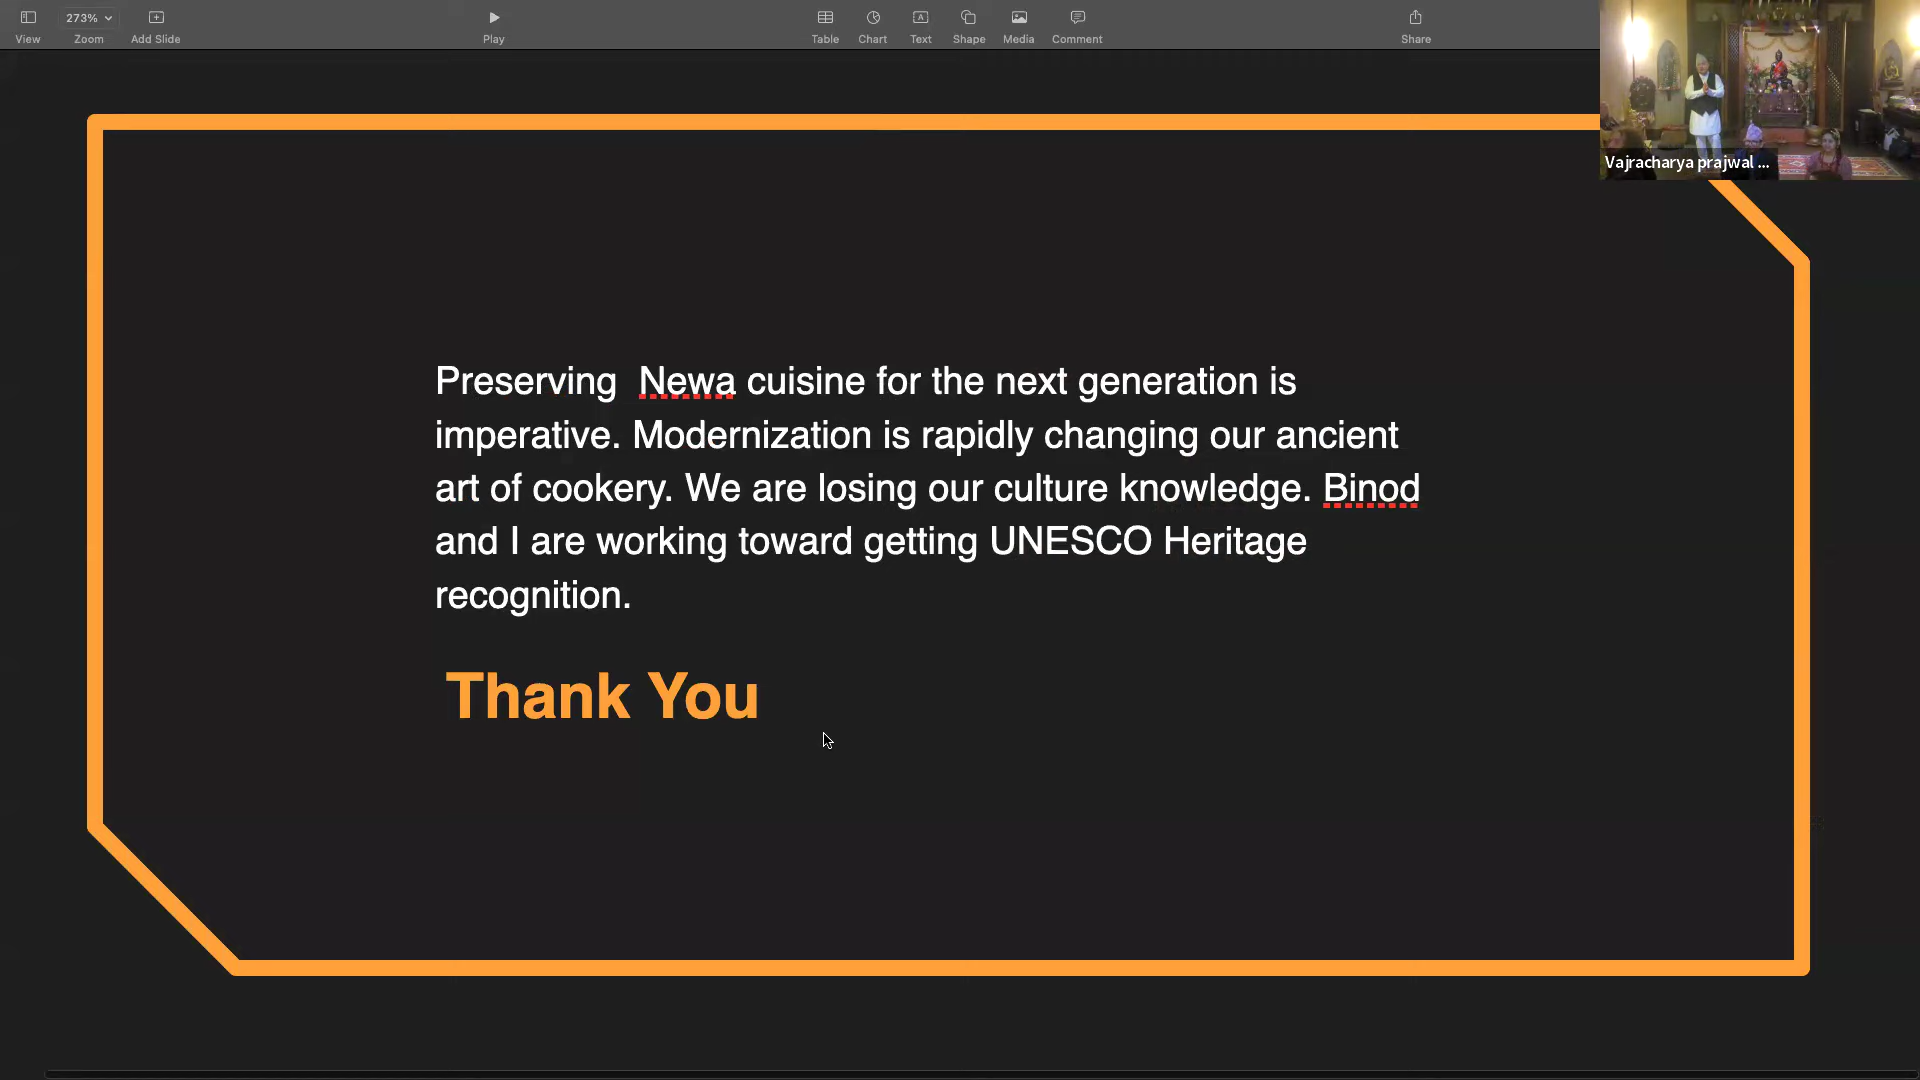 273%
View
Zoom
Add Slide
Play
Table
Chart
Text
Shape
Media
Comment
Share
Vajracharya prajwal ...
Preserving  Newa cuisine for the next generation is
imperative. Modernization is rapidly changing our ancient
art of cookery. We are losing our culture knowledge. Binod
and I are working toward getting UNESCO Heritage
recognition.
Thank You